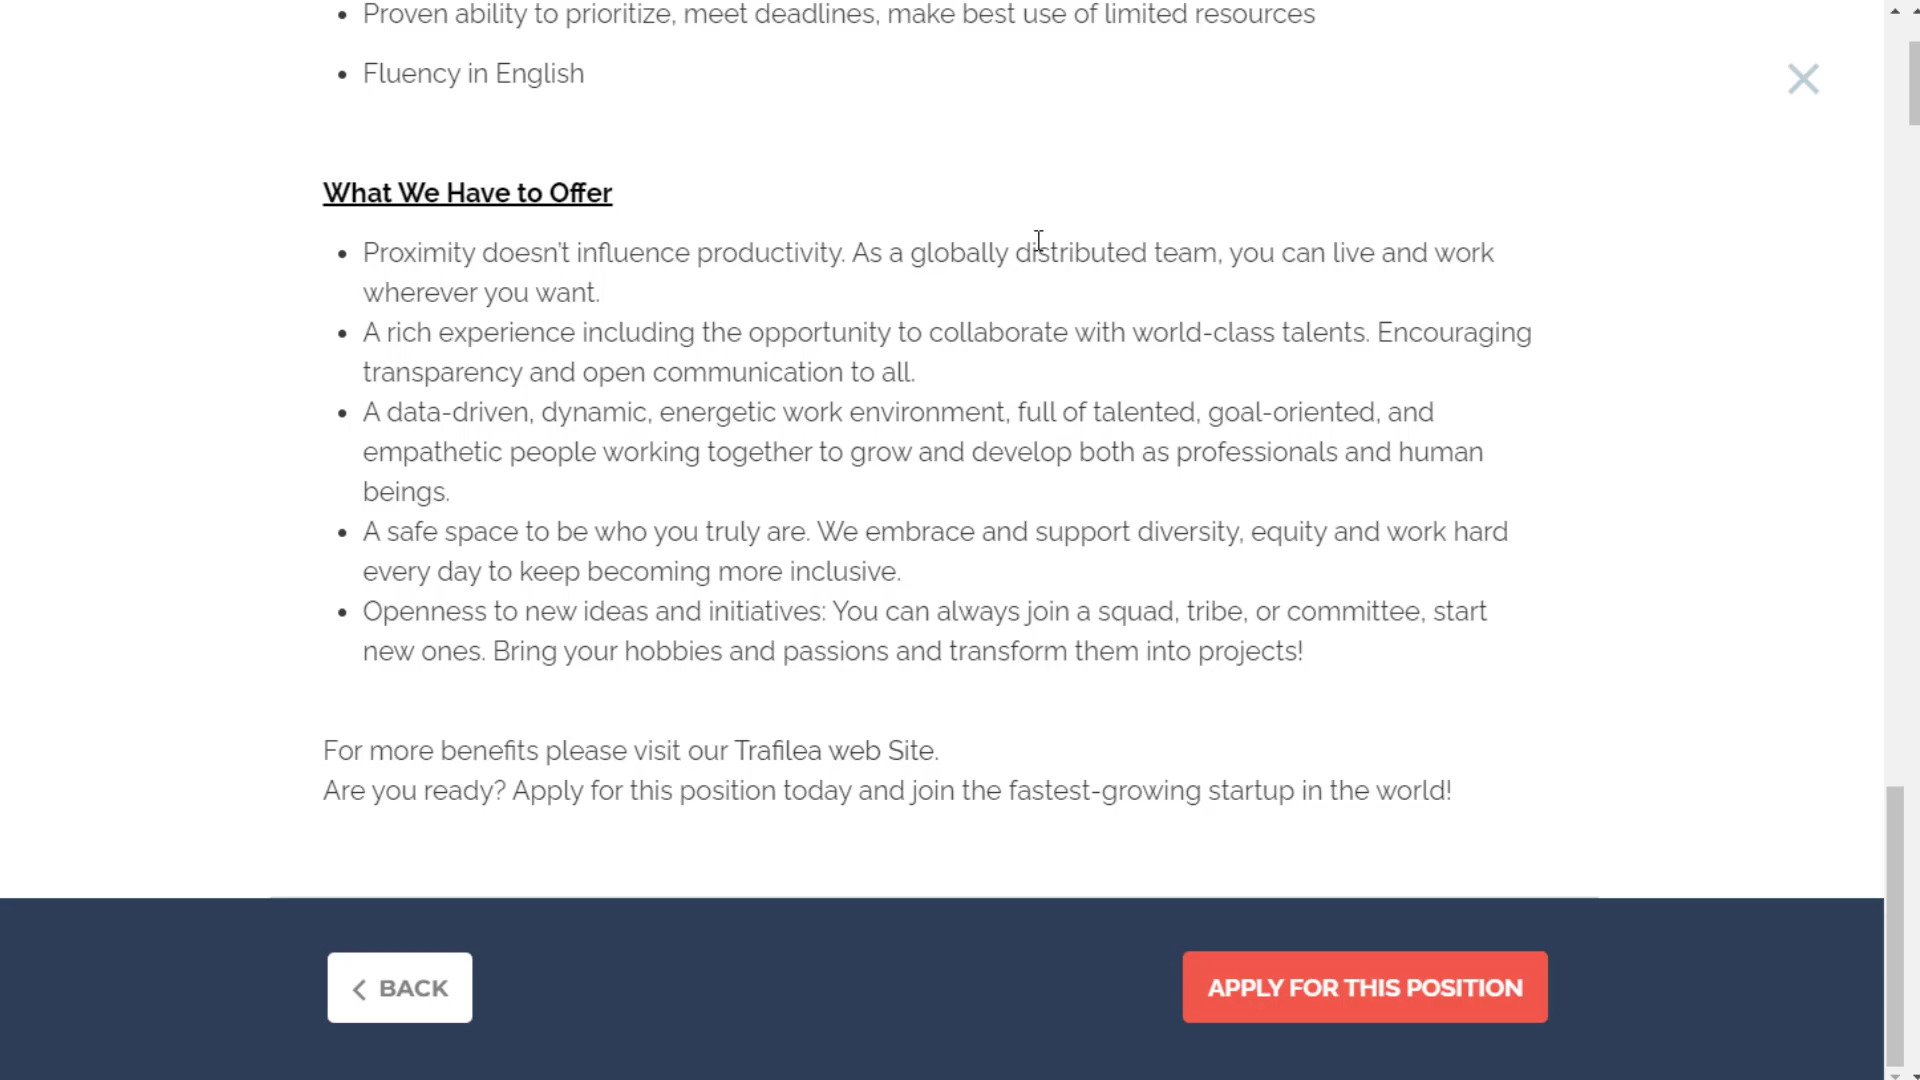 Proven ability to prioritize, meet deadlines, make best use of limited resources
Fluency in English
What We Have to Offer
Proximity doesn't influence productivity. As a globally distributed team, you can live and work
wherever you want.
A rich experience including the opportunity to collaborate with world-class talents. Encouraging
transparency and open communication to all.
A data-driven, dynamic, energetic work environment, full of talented, goal-oriented, and
empathetic people working together to grow and develop both as professionals and human
beings.
A safe space to be who you truly are. We embrace and support diversity, equity and work hard
every day to keep becoming more inclusive.
Openness to new ideas and initiatives: You can always join a squad, tribe, or committee, start
new ones. Bring your hobbies and passions and transform them into projects!
For more benefits please visit our Trafilea web Site.
Are you ready? Apply for this position today and join the fastest-growing startup in the world!
BACK
APPLY FOR THIS POSITION